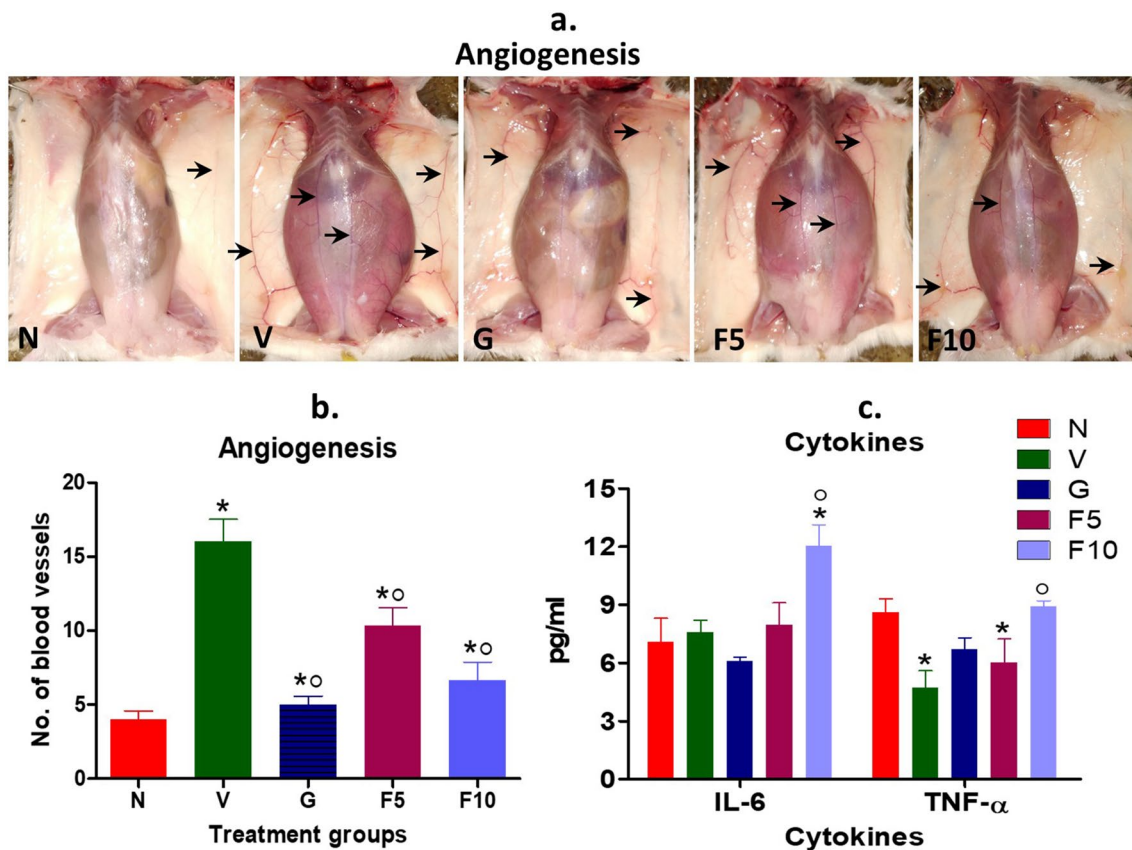 a.
Angiogenesis
N
V
G
F5
F10
b.
Angiogenesis
No. of blood vessels
20
15
10
5
0
*
*○
*○
*○
N V G F5 F10
Treatment groups
c.
Cytokines
N
V
G
F5
F10
pg/ml
15
12
9
6
3
0
○
*
*
*
○
IL-6 TNF-α
Cytokines